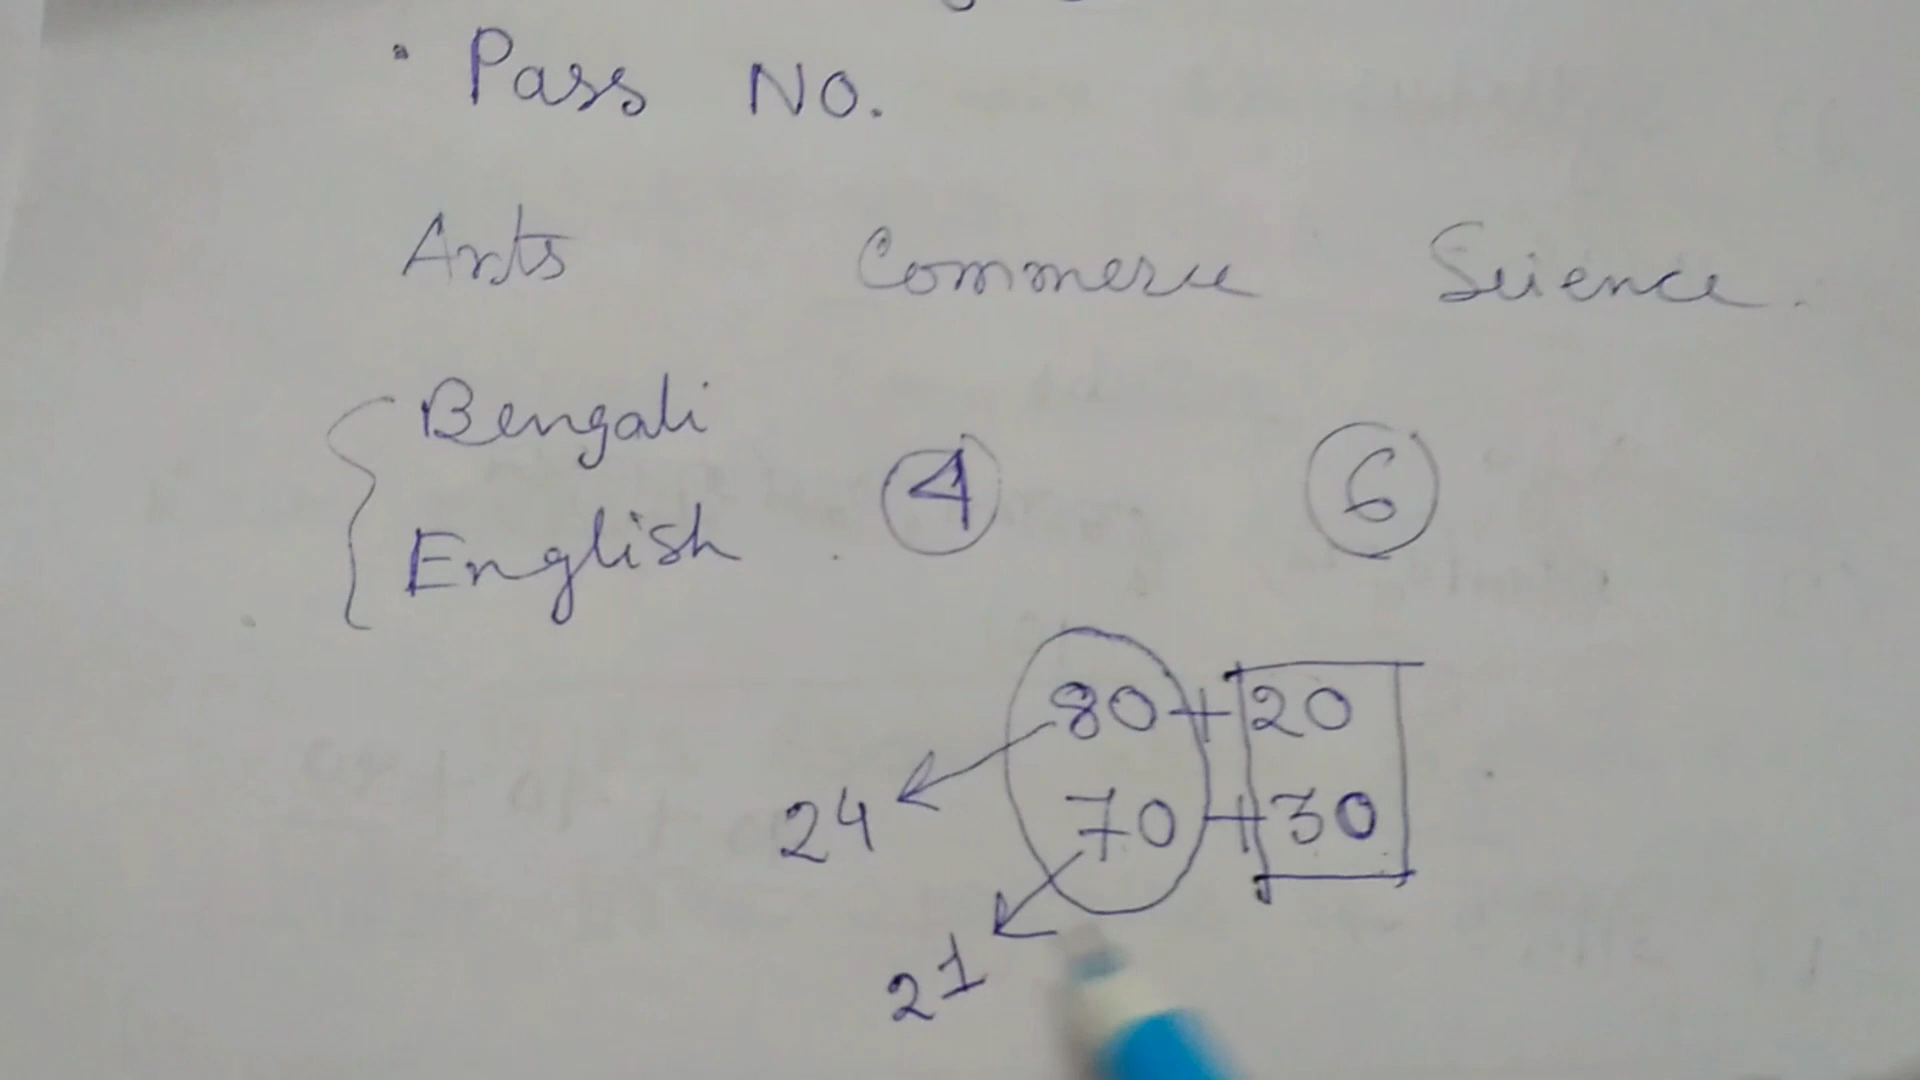 · Pass No.
Arts Commerce Science.
Bengali
④ ⑥
English
80+20
24
70+30
21